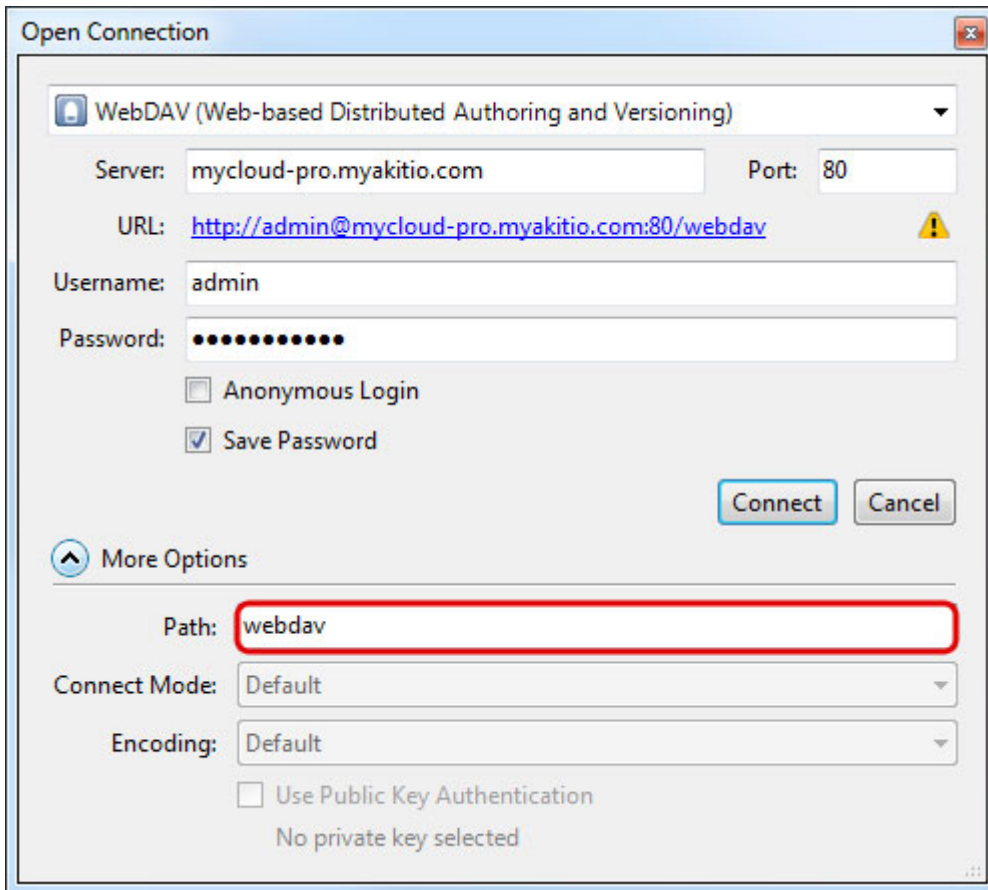 Open Connection
WebDAV (Web-based Distributed Authoring and Versioning)
Server: mycloud-pro.myakitio.com Port: 80
URL: http://admin@mycloud-pro.myakitio.com:80/webdav
Username: admin
Password: •••••••••••
Anonymous Login
Save Password
Connect Cancel
More Options
Path: webdav
Connect Mode: Default
Encoding: Default
Use Public Key Authentication
No private key selected